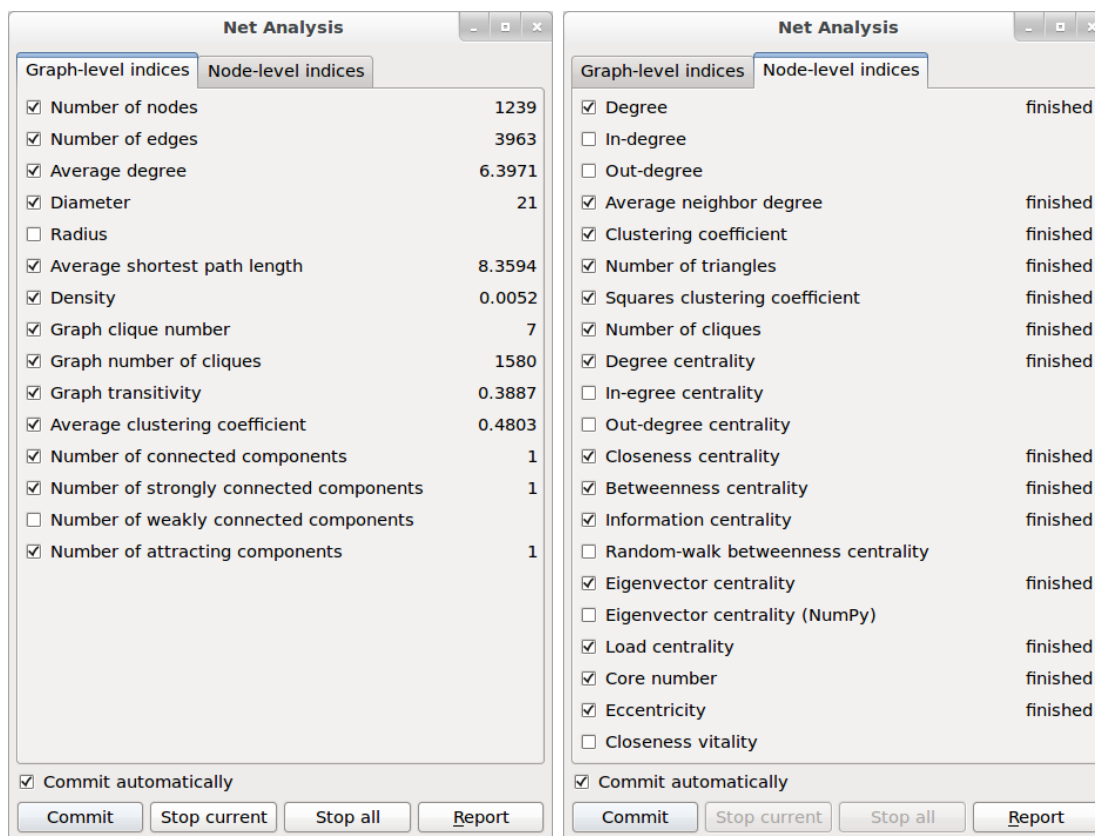 Net Analysis
Graph-level indices Node-level indices
Number of nodes 1239
Number of edges 3963
Average degree 6.3971
Diameter 21
Radius
Average shortest path length 8.3594
Density 0.0052
Graph clique number 7
Graph number of cliques 1580
Graph transitivity 0.3887
Average clustering coefficient 0.4803
Number of connected components 1
Number of strongly connected components 1
Number of weakly connected components
Number of attracting components 1
Commit automatically
Commit Stop current Stop all Report
Net Analysis
Graph-level indices Node-level indices
Degree finished
In-degree
Out-degree
Average neighbor degree finished
Clustering coefficient finished
Number of triangles finished
Squares clustering coefficient finished
Number of cliques finished
Degree centrality finished
In-egree centrality
Out-degree centrality
Closeness centrality finished
Betweenness centrality finished
Information centrality finished
Random-walk betweenness centrality
Eigenvector centrality finished
Eigenvector centrality (NumPy)
Load centrality finished
Core number finished
Eccentricity finished
Closeness vitality
Commit automatically
Commit Stop current Stop all Report